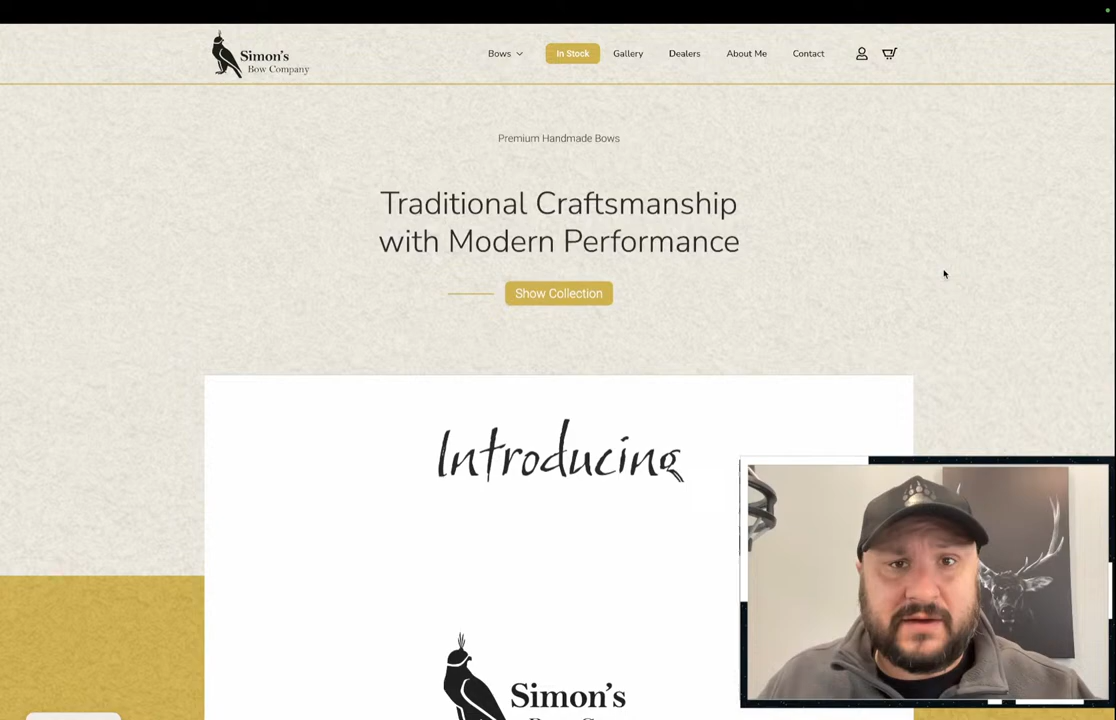 Simon's
Bow Company
Bows
In Stock
Gallery
Dealers
About Me
Contact
Premium Handmade Bows
Traditional Craftsmanship
with Modern Performance
Show Collection
Introducing
Simon's